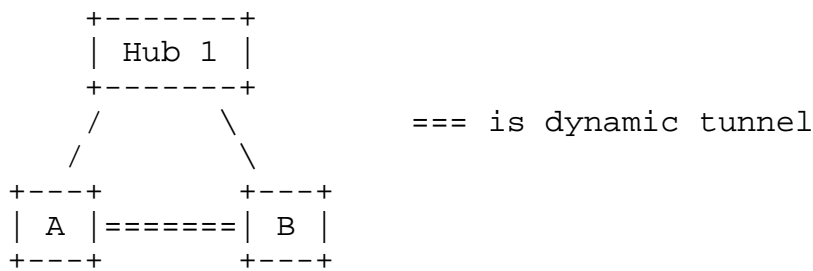 Hub 1
=== is dynamic tunnel
A ======= B